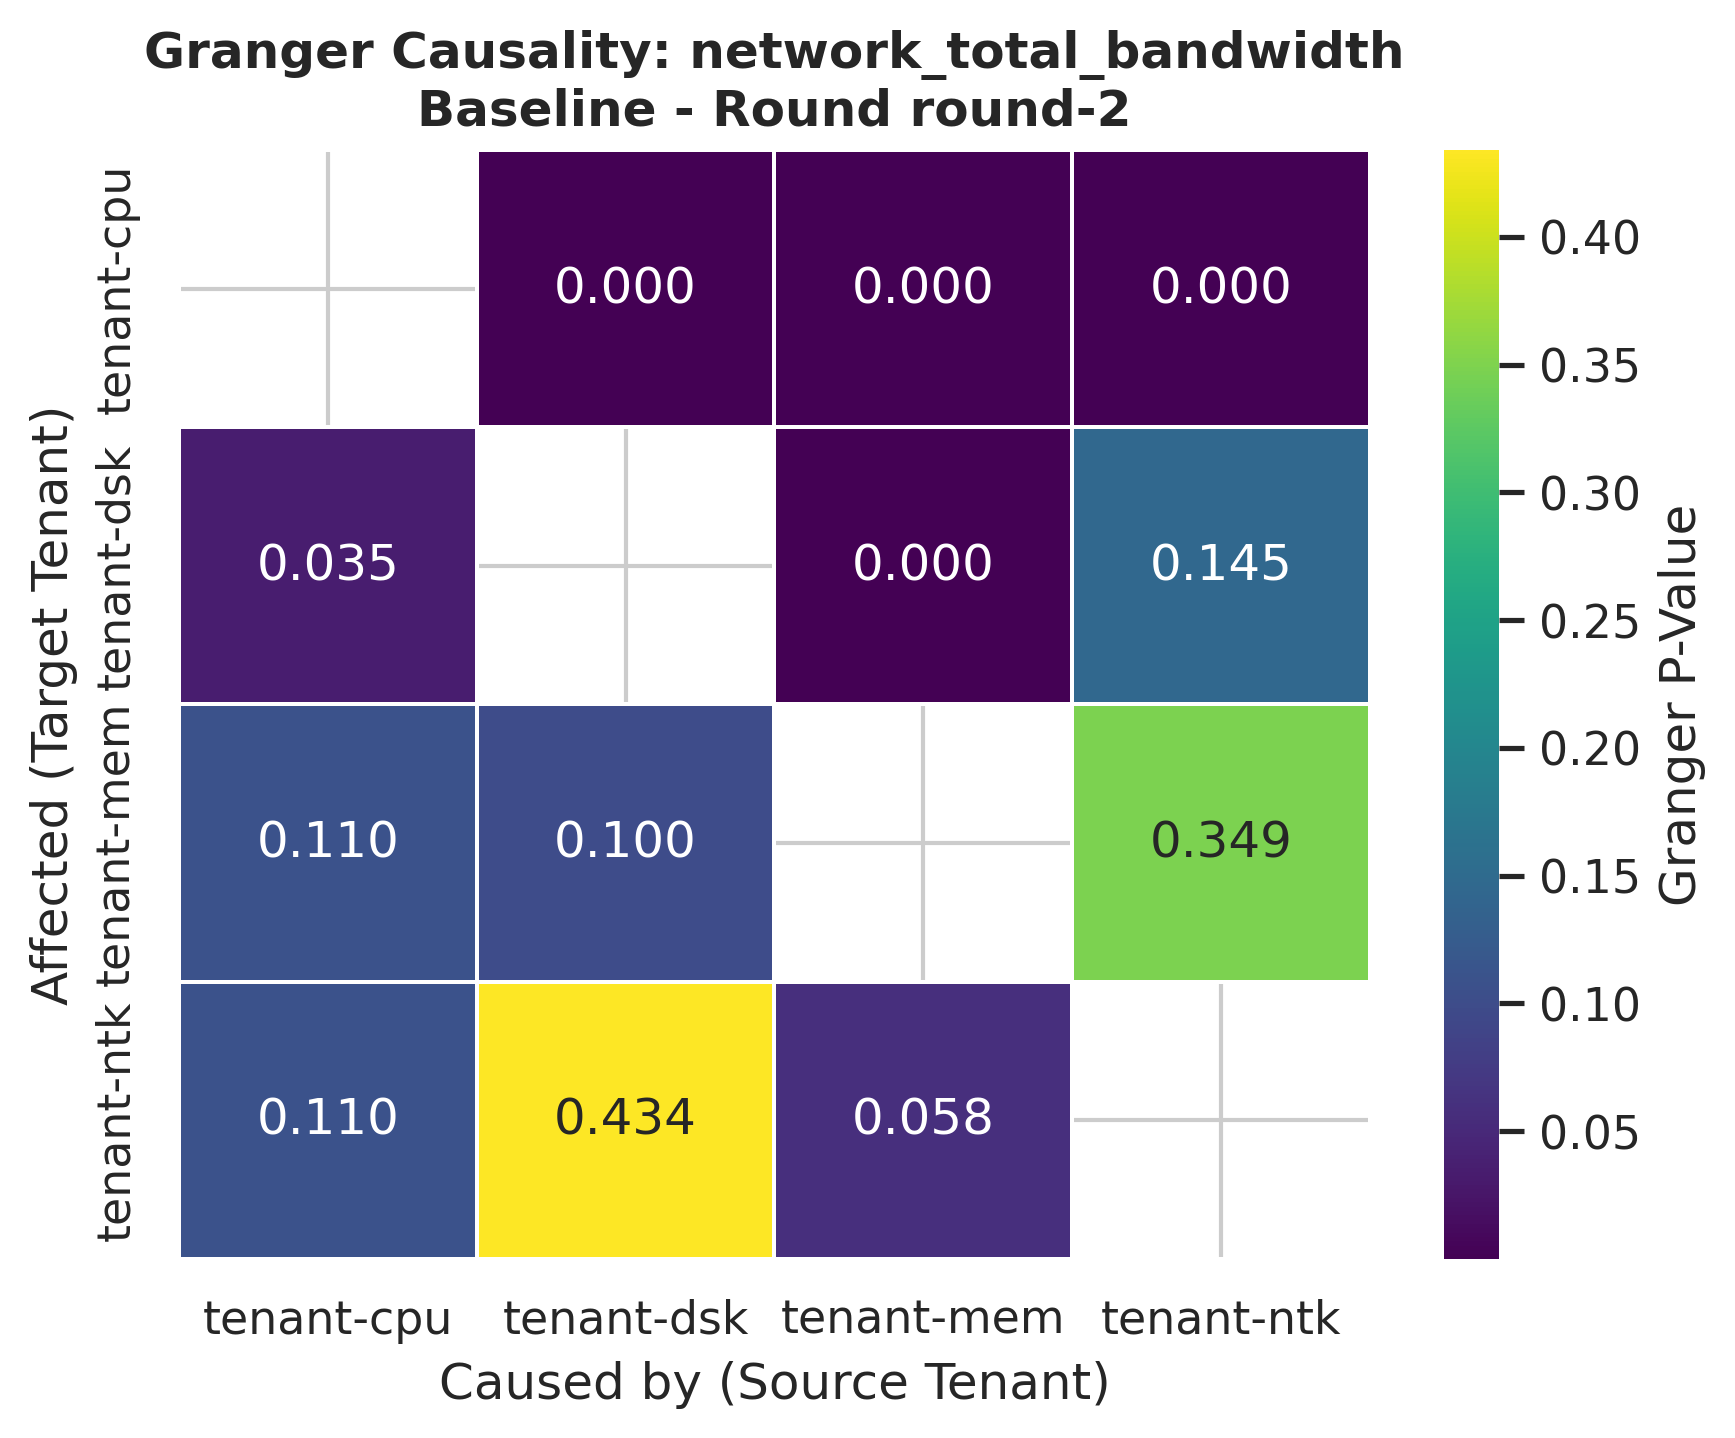 Granger Causality: network_total_bandwidth
Baseline - Round round-2
Affected (Target Tenant)
tenant-cpu
0.000 0.000 0.000
tenant-dsk
0.035 0.000 0.145
tenant-mem
0.110 0.100 0.349
tenant-ntk
0.110 0.434 0.058
tenant-cpu tenant-dsk tenant-mem tenant-ntk
Caused by (Source Tenant)
0.40
0.35
0.30
0.25
0.20
0.15
0.10
0.05
Granger P-Value